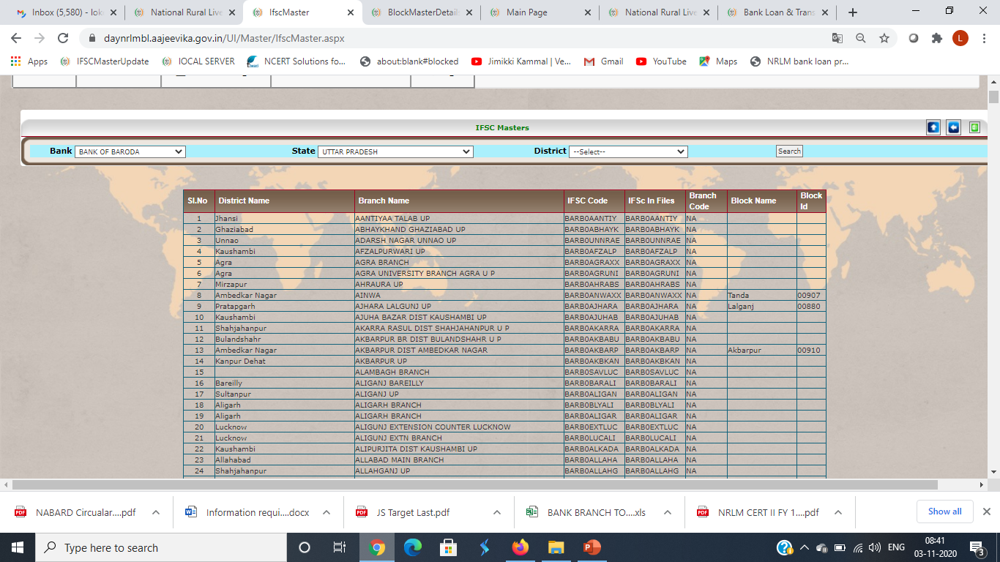 Inbox (5,580) - lok
National Rural Live
IfscMaster
BlockMasterDetail
Main Page
National Rural Live
Bank Loan & Trans
daynrlmbl.aajeevika.gov.in/UI/Master/IfscMaster.aspx
L
Apps
IFSCMasterUpdate
lOCAL SERVER
NCERT Solutions fo...
about:blank#blocked
Jimikki Kammal | Ve...
Gmail
YouTube
Maps
NRLM bank loan pr...
IFSC Masters
Bank BANK OF BARODA State UTTAR PRADESH District --Select-- Search
Sl.No District Name Branch Name IFSC Code IFSc In Files Branch Code Block Name Block Id
1 Jhansi AANTIYAA TALAB UP BARB0AANTIY BARB0AANTIY NA
2 Ghaziabad ABHAYKHAND GHAZIABAD UP BARB0ABHAYK BARB0ABHAYK NA
3 Unnao ADARSH NAGAR UNNAO UP BARB0UNNRAE BARB0UNNRAE NA
4 Kaushambi AFZALPURWARI UP BARB0AFZALP BARB0AFZALP NA
5 Agra AGRA BRANCH BARB0AGRAXX BARB0AGRAXX NA
6 Agra AGRA UNIVERSITY BRANCH AGRA U P BARB0AGRUNI BARB0AGRUNI NA
7 Mirzapur AHRAURA UP BARB0AHRABS BARB0AHRABS NA
8 Ambedkar Nagar AINWA BARB0ANWAXX BARB0ANWAXX NA Tanda 00907
9 Pratapgarh AJHARA LALGUNJ UP BARB0AJHARA BARB0AJHARA NA Lalganj 00880
10 Kaushambi AJUHA BAZAR DIST KAUSHAMBI UP BARB0AJUHAB BARB0AJUHAB NA
11 Shahjahanpur AKARRA RASUL DIST SHAHJAHANPUR U P BARB0AKARRA BARB0AKARRA NA
12 Bulandshahr AKBARPUR BR DIST BULANDSHAHR U P BARB0AKBABU BARB0AKBABU NA
13 Ambedkar Nagar AKBARPUR DIST AMBEDKAR NAGAR BARB0AKBARP BARB0AKBARP NA Akbarpur 00910
14 Kanpur Dehat AKBARPUR UP BARB0AKBKAN BARB0AKBKAN NA
15 ALAMBAGH BRANCH BARB0SAVLUC BARB0SAVLUC NA
16 Bareilly ALIGANJ BAREILLY BARB0BARALI BARB0BARALI NA
17 Sultanpur ALIGANJ UP BARB0ALIGAN BARB0ALIGAN NA
18 Aligarh ALIGARH BRANCH BARB0BLYALI BARB0BLYALI NA
19 Aligarh ALIGARH BRANCH BARB0ALIGAR BARB0ALIGAR NA
20 Lucknow ALIGUNJ EXTENSION COUNTER LUCKNOW BARB0EXTLUC BARB0EXTLUC NA
21 Lucknow ALIGUNJ EXTN BRANCH BARB0LUCALI BARB0LUCALI NA
22 Kaushambi ALIPURJITA DIST KAUSHAMBI UP BARB0ALKADA BARB0ALKADA NA
23 Allahabad ALLABAD MAIN BRANCH BARB0ALLAHA BARB0ALLAHA NA
24 Shahjahanpur ALLAHGANJ UP BARB0ALLAHG BARB0ALLAHG NA
NABARD Circualar....pdf
Information requi....docx
JS Target Last.pdf
BANK BRANCH TO....xls
NRLM CERT II FY 1....pdf
Show all
Type here to search
ENG
08:41
03-11-2020
3